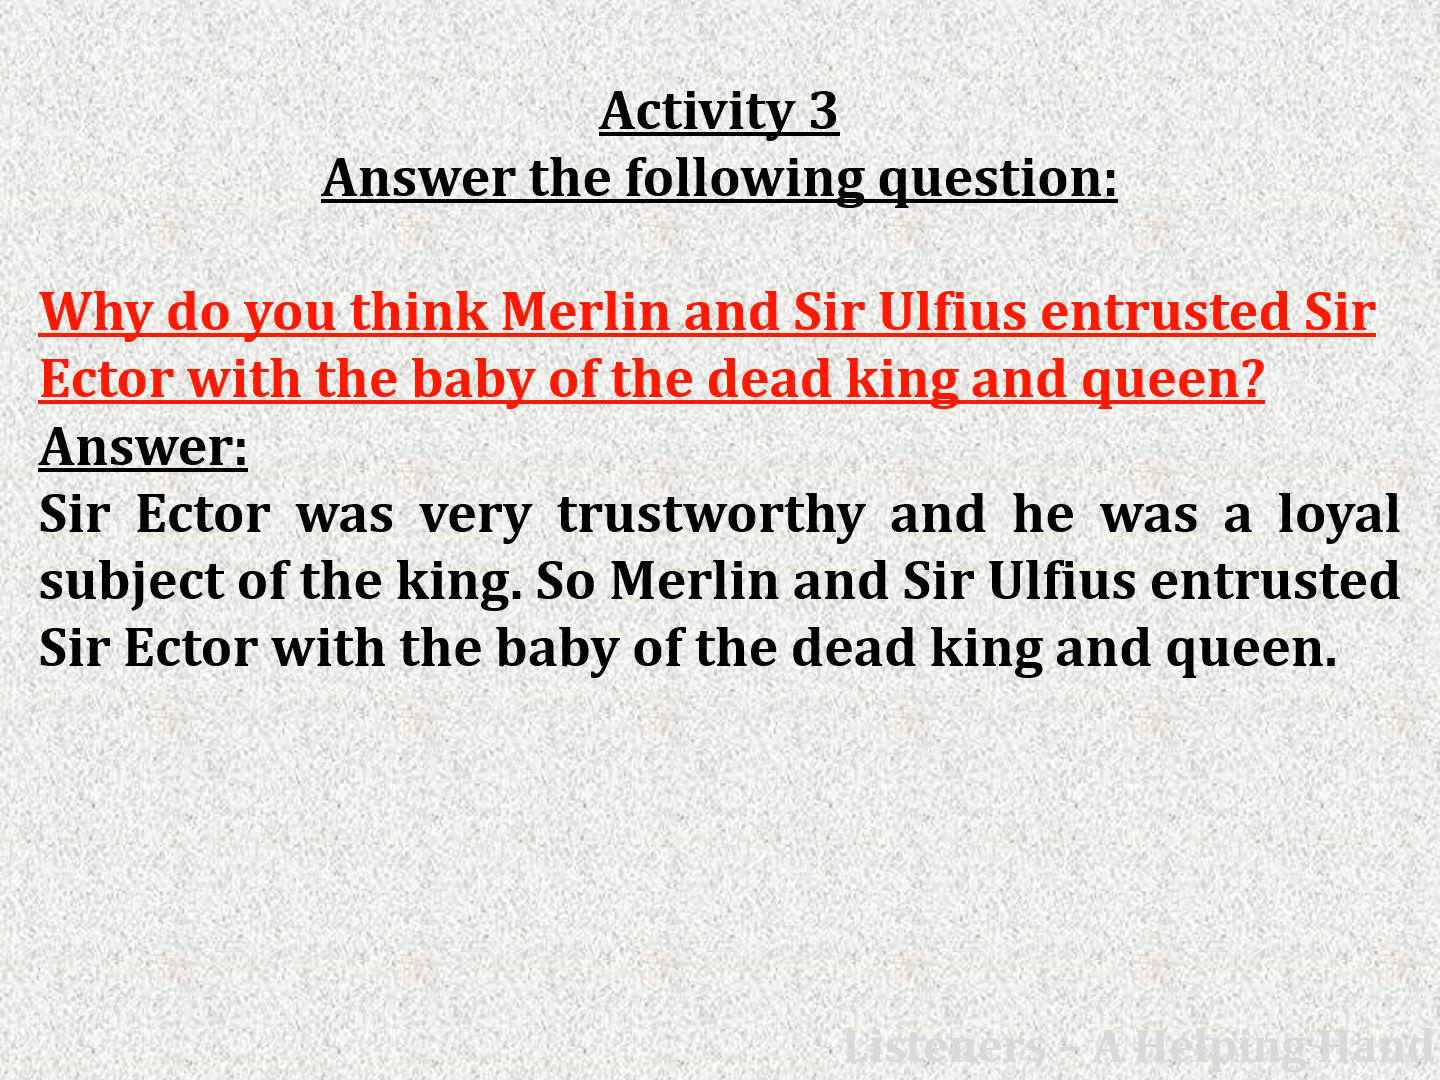 Activity 3
Answer the following question:
Why do you think Merlin and Sir Ulfius entrusted Sir
Ector with the baby of the dead king and queen?
Answer:
Sir Ector was very trustworthy and he was a loyal
subject of the king. So Merlin and Sir Ulfius entrusted
Sir Ector with the baby of the dead king and queen.
Listeners - A Helping Hand